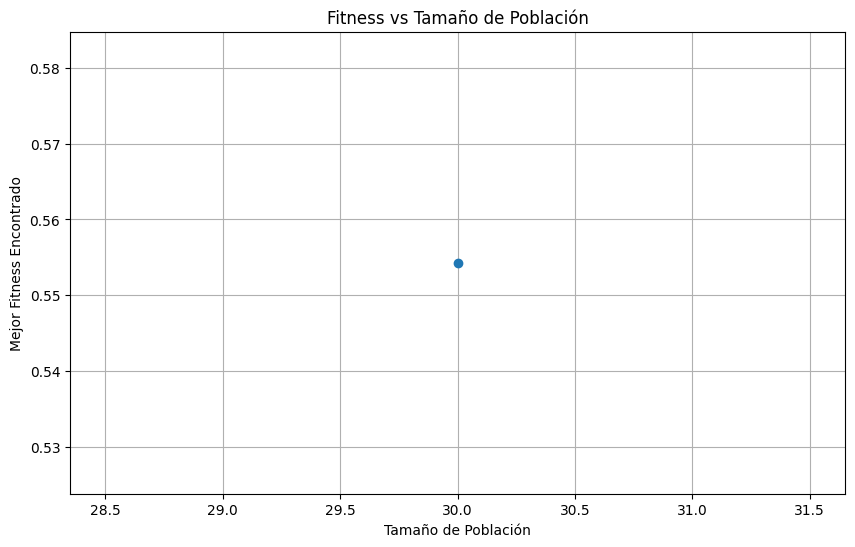 Fitness vs Tamaño de Población
Mejor Fitness Encontrado
0.58
0.57
0.56
0.55
0.54
0.53
28.5 29.0 29.5 30.0 30.5 31.0 31.5
Tamaño de Población